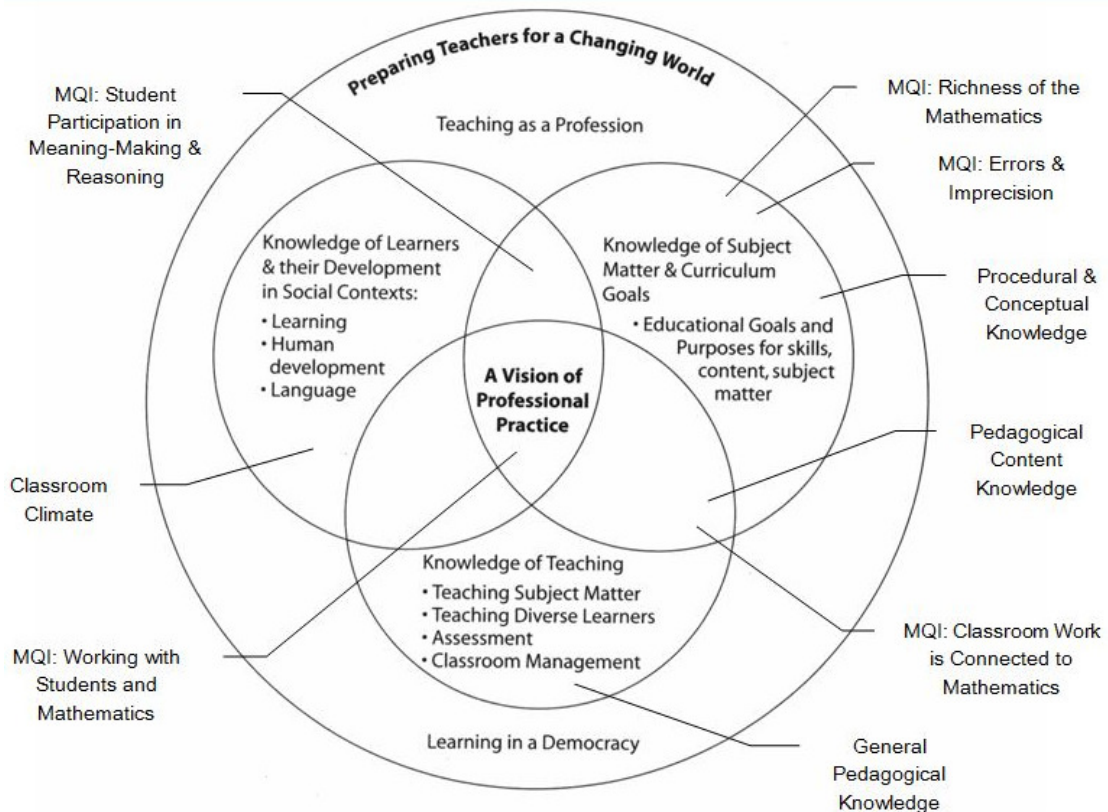 Preparing Teachers for a Changing World
Teaching as a Profession
MQI: Student
Participation in
Meaning-Making &
Reasoning
MQI: Richness of the
Mathematics
MQI: Errors &
Imprecision
Knowledge of Learners
& their Development
in Social Contexts:
• Learning
• Human
development
• Language
Knowledge of Subject
Matter & Curriculum
Goals
• Educational Goals and
Purposes for skills,
content, subject
matter
Procedural &
Conceptual
Knowledge
A Vision of
Professional
Practice
Pedagogical
Content
Knowledge
Classroom
Climate
Knowledge of Teaching
• Teaching Subject Matter
• Teaching Diverse Learners
• Assessment
• Classroom Management
MQI: Working with
Students and
Mathematics
MQI: Classroom Work
is Connected to
Mathematics
Learning in a Democracy
General
Pedagogical
Knowledge